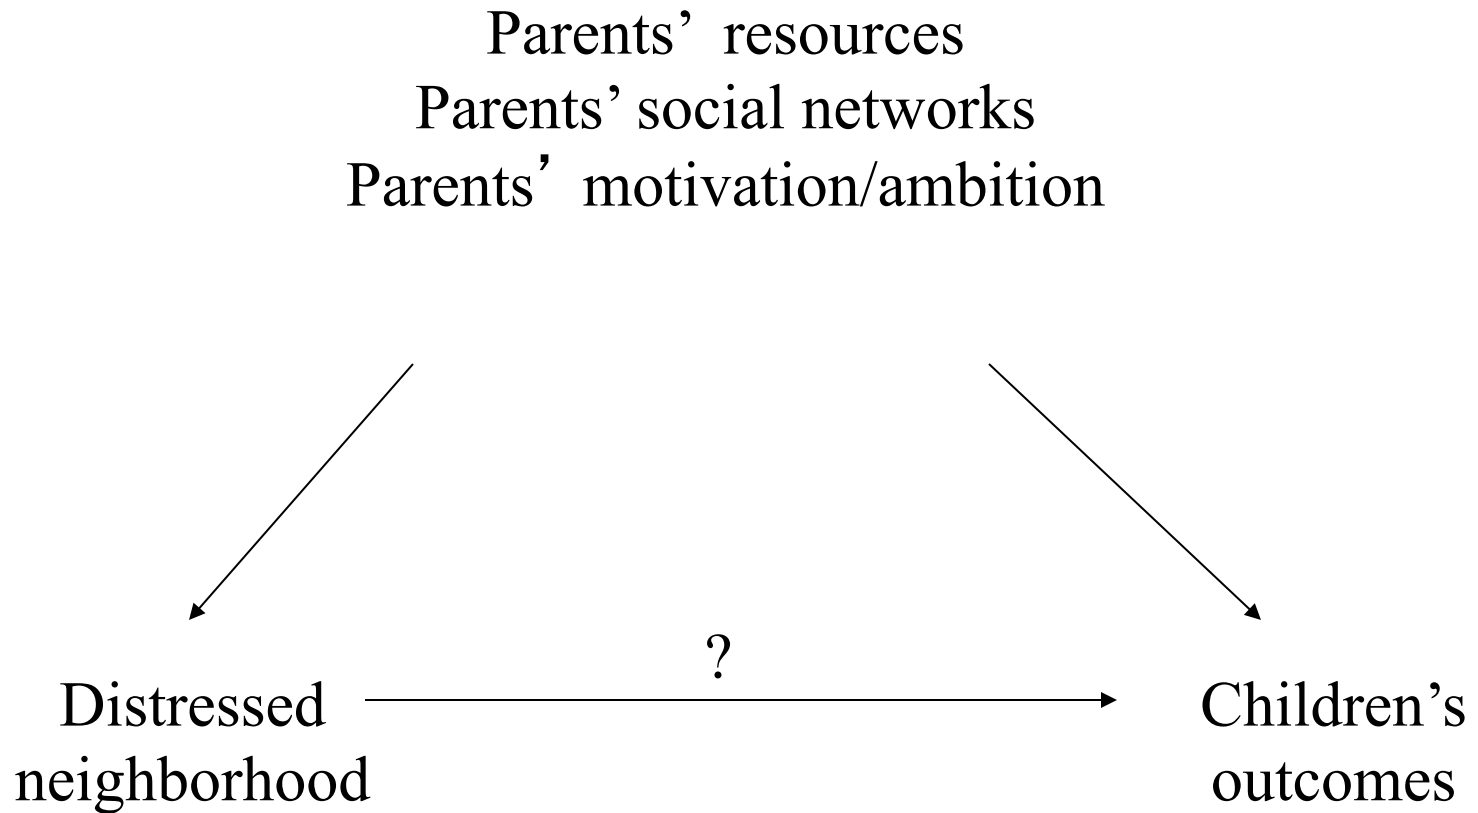 Parents’ resources
Parents’ social networks
Parents’ motivation/ambition
?
Distressed
neighborhood
Children’s
outcomes